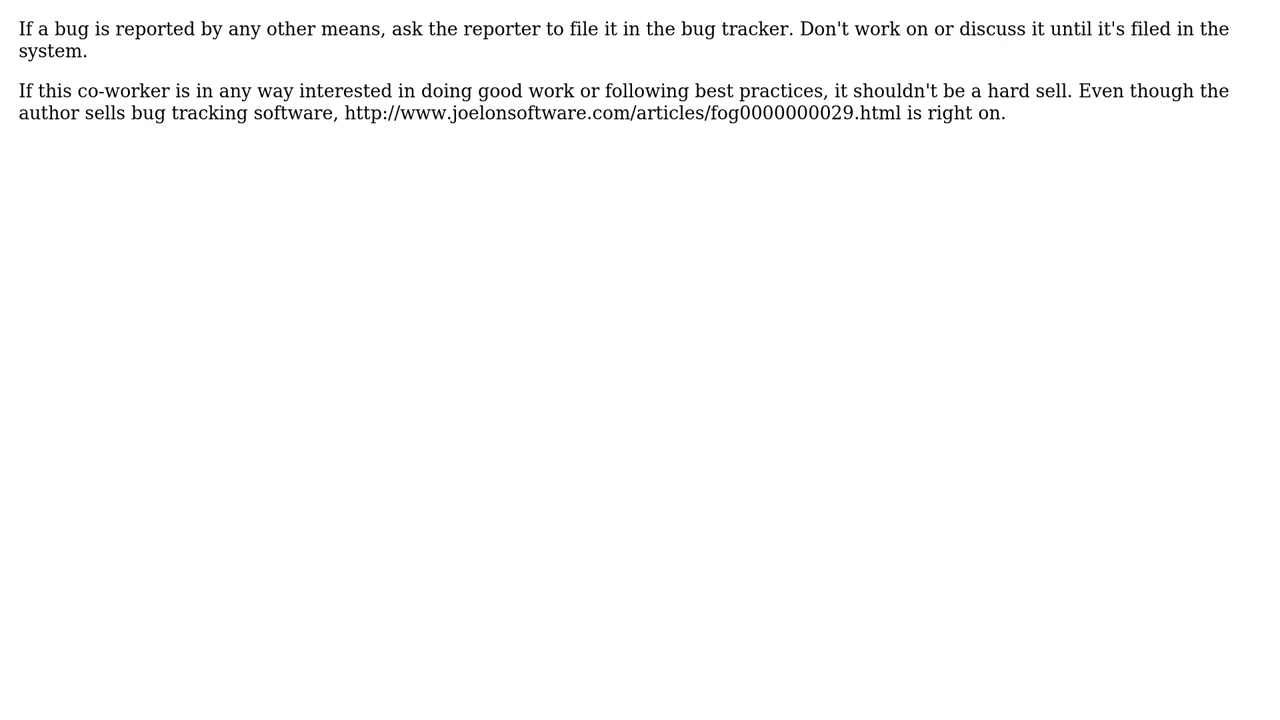 If a bug is reported by any other means, ask the reporter to file it in the bug tracker. Don't work on or discuss it until it's filed in the
system.
If this co-worker is in any way interested in doing good work or following best practices, it shouldn't be a hard sell. Even though the
author sells bug tracking software, http://www.joelonsoftware.com/articles/fog0000000029.html is right on.